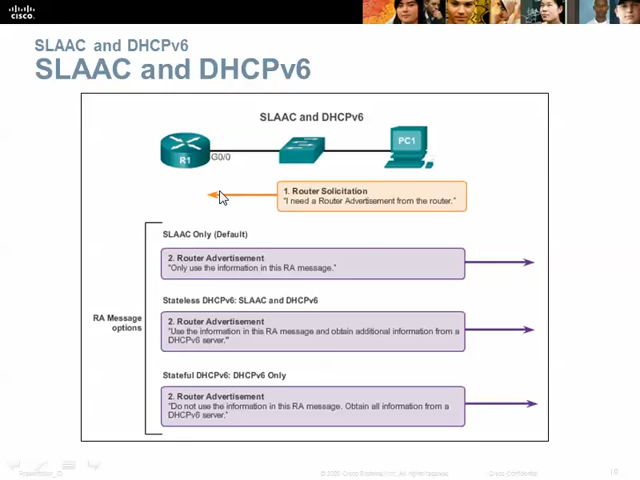 CISCO.
SLAAC and DHCPv6
SLAAC and DHCPv6
SLAAC and DHCPv6
R1
G0/0
PC1
1. Router Solicitation
"I need a Router Advertisement from the router."
SLAAC Only (Default)
2. Router Advertisement
"Only use the information in this RA message."
Stateless DHCPv6: SLAAC and DHCPv6
RA Message
options
2. Router Advertisement
"Use the information in this RA message and obtain additional information from a
DHCPv6 server."
Stateful DHCPv6: DHCPv6 Only
2. Router Advertisement
"Do not use the information in this RA message. Obtain all information from a
DHCPv6 server."
Presentation_ID
Cisco Systems, Inc. All rights reserved.
Cisco Confidential